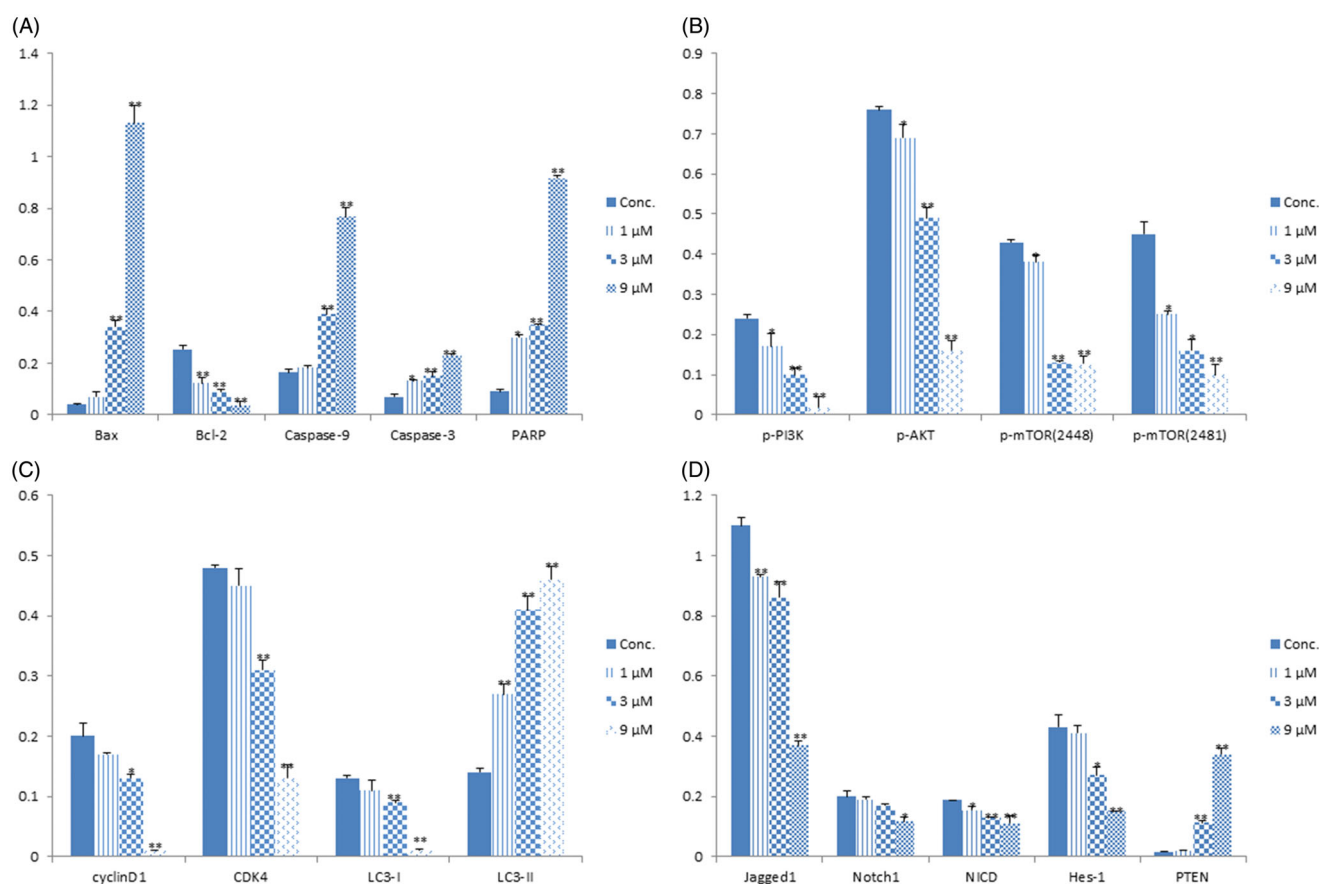 (A)
1.4
1.2
1
0.8
0.6
0.4
0.2
0
** ** ** ** ** ** ** * ** ** * ** **
Bax Bcl-2 Caspase-9 Caspase-3 PARP
Conc.
1 μM
3 μM
9 μM
(B)
0.9
0.8
0.7
0.6
0.5
0.4
0.3
0.2
0.1
0
* ** ** * ** ** * ** ** * * **
p-PI3K p-AKT p-mTOR(2448) p-mTOR(2481)
Conc.
1 μM
3 μM
9 μM
(C)
0.6
0.5
0.4
0.3
0.2
0.1
0
* ** ** ** ** ** ** ** **
cyclinD1 CDK4 LC3-I LC3-II
Conc.
1 μM
3 μM
9 μM
(D)
1.2
1
0.8
0.6
0.4
0.2
0
** ** ** * * ** ** * ** ** **
Jagged1 Notch1 NICD Hes-1 PTEN
Conc.
1 μM
3 μM
9 μM